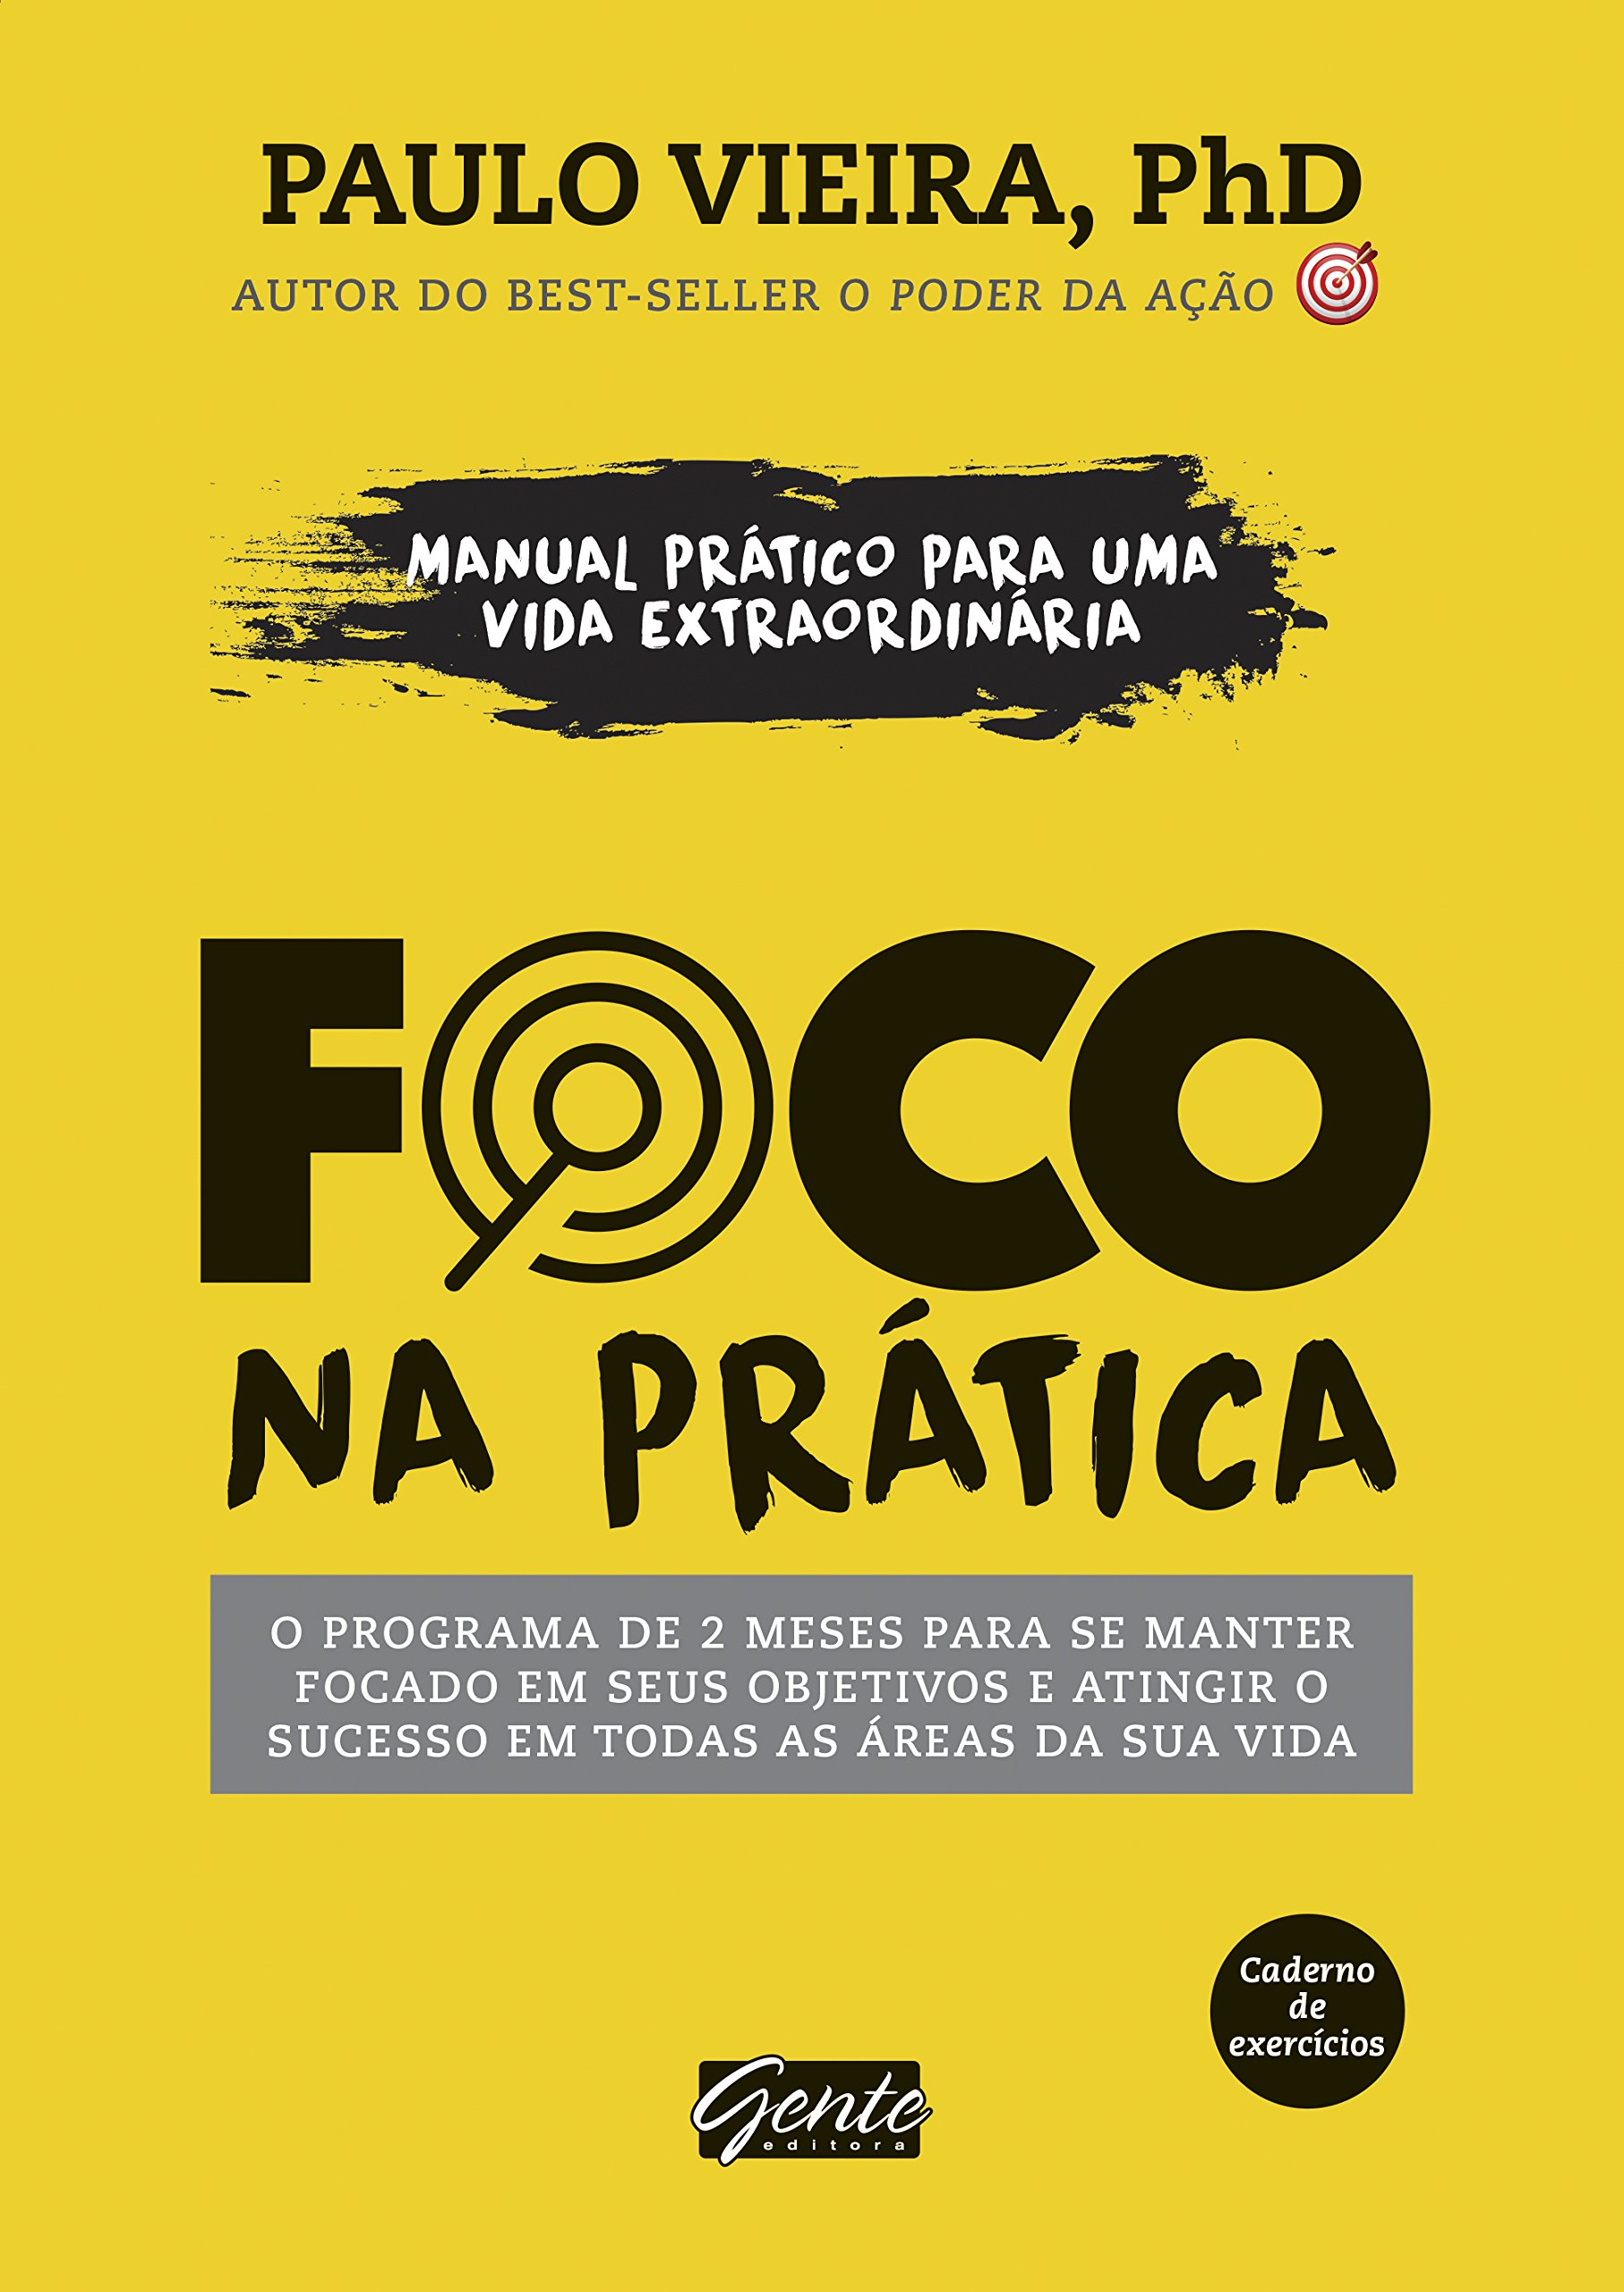 PAULO VIEIRA, PhD
AUTOR DO BEST-SELLER O PODER DA AÇÃO
MANUAL PRÁTICO PARA UMA
VIDA EXTRAORDINÁRIA
FOCO
NA PRÁTICA
O PROGRAMA DE 2 MESES PARA SE MANTER
FOCADO EM SEUS OBJETIVOS E ATINGIR O
SUCESSO EM TODAS AS ÁREAS DA SUA VIDA
Caderno
de
exercícios
Gente
editora